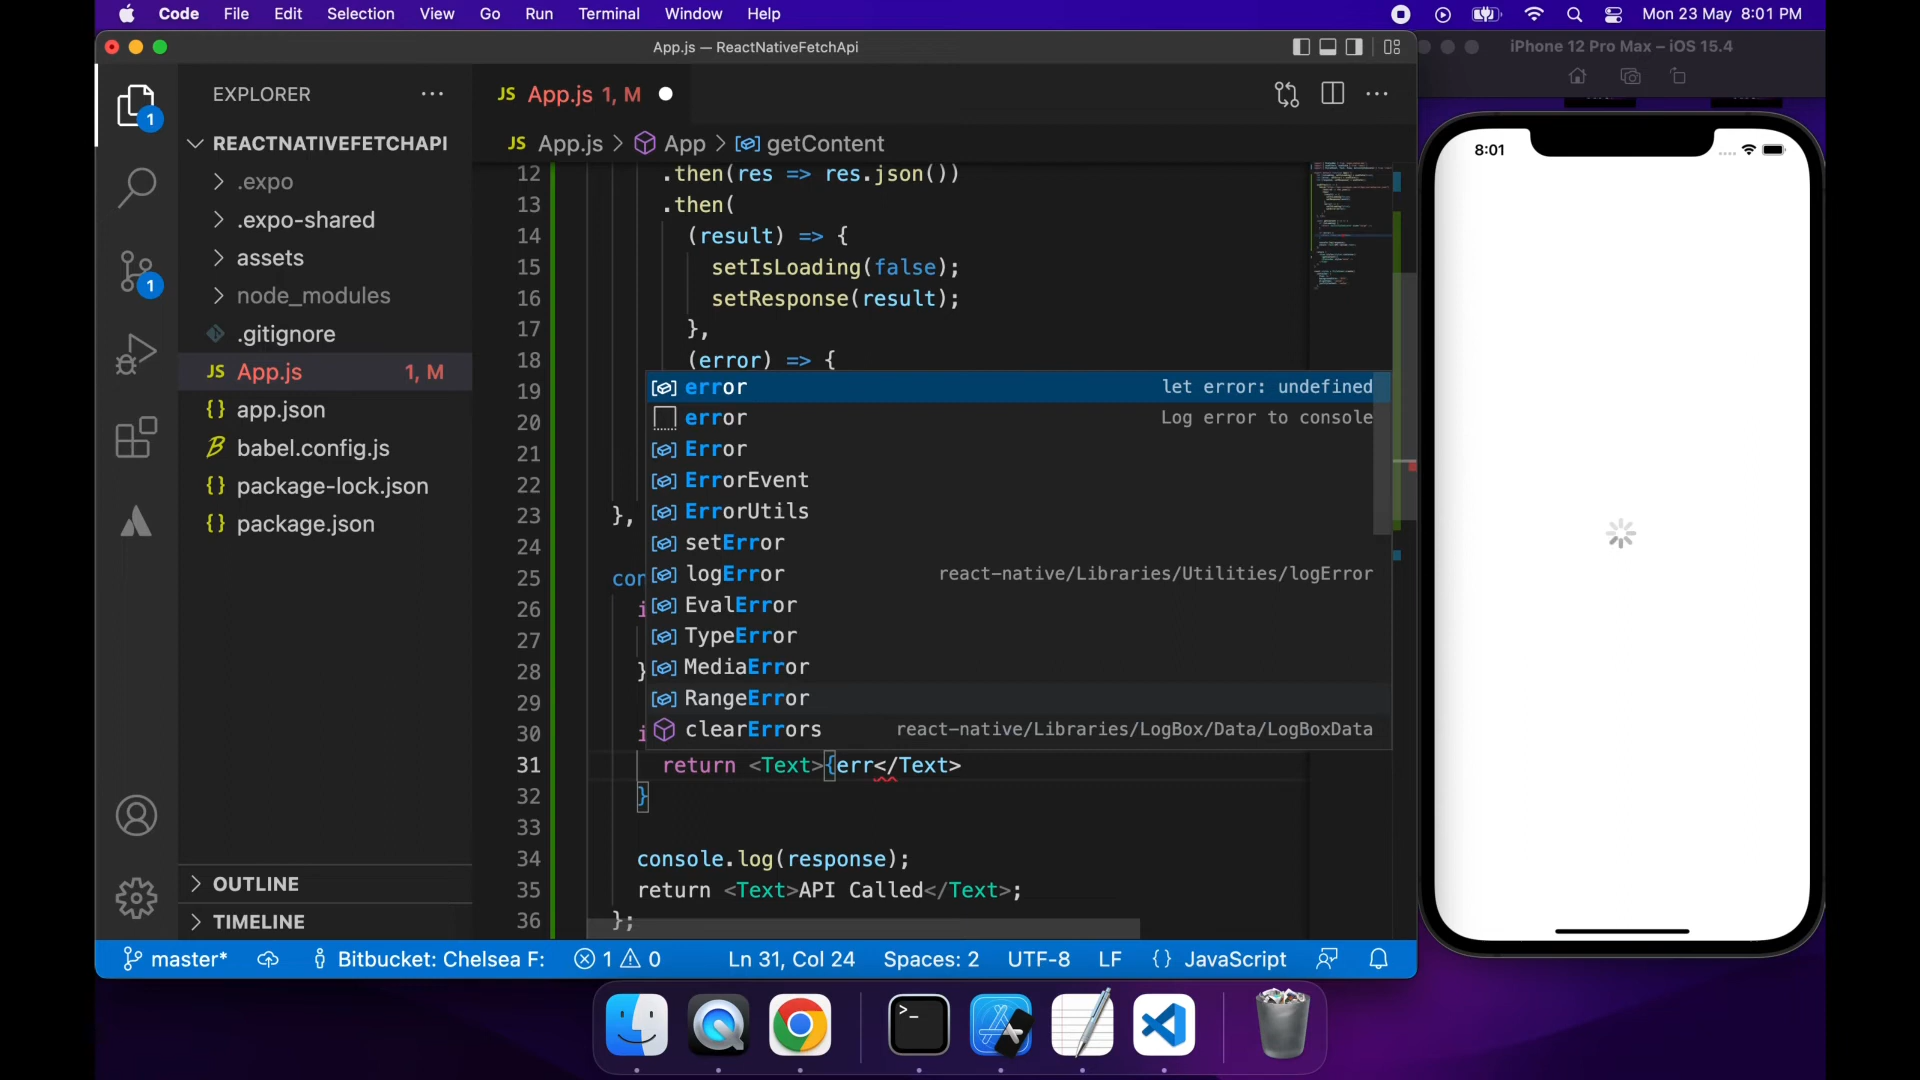 Code File Edit Selection View Go Run Terminal Window Help Mon 23 May 8:01 PM
App.js — ReactNativeFetchApi
iPhone 12 Pro Max – iOS 15.4
EXPLORER
JS App.js 1, M
REACTNATIVEFETCHAPI
JS App.js > App > getContent
.expo
.expo-shared
assets
node_modules
.gitignore
JS App.js 1, M
{} app.json
babel.config.js
{} package-lock.json
{} package.json
OUTLINE
TIMELINE
1
1
12 .then(res => res.json())
13 .then(
14 (result) => {
15 setIsLoading(false);
16 setResponse(result);
17 },
18 (error) => {
19
20
21
22
23 },
24
25 con
26 i
27
28 }
29
30 i
31 return <Text>{err</Text>
32 }
33
34 console.log(response);
35 return <Text>API Called</Text>;
36 };
error let error: undefined
error Log error to console
Error
ErrorEvent
ErrorUtils
setError
logError react-native/Libraries/Utilities/logError
EvalError
TypeError
MediaError
RangeError
clearErrors react-native/Libraries/LogBox/Data/LogBoxData
master* Bitbucket: Chelsea F: 1 0 Ln 31, Col 24 Spaces: 2 UTF-8 LF {} JavaScript
8:01